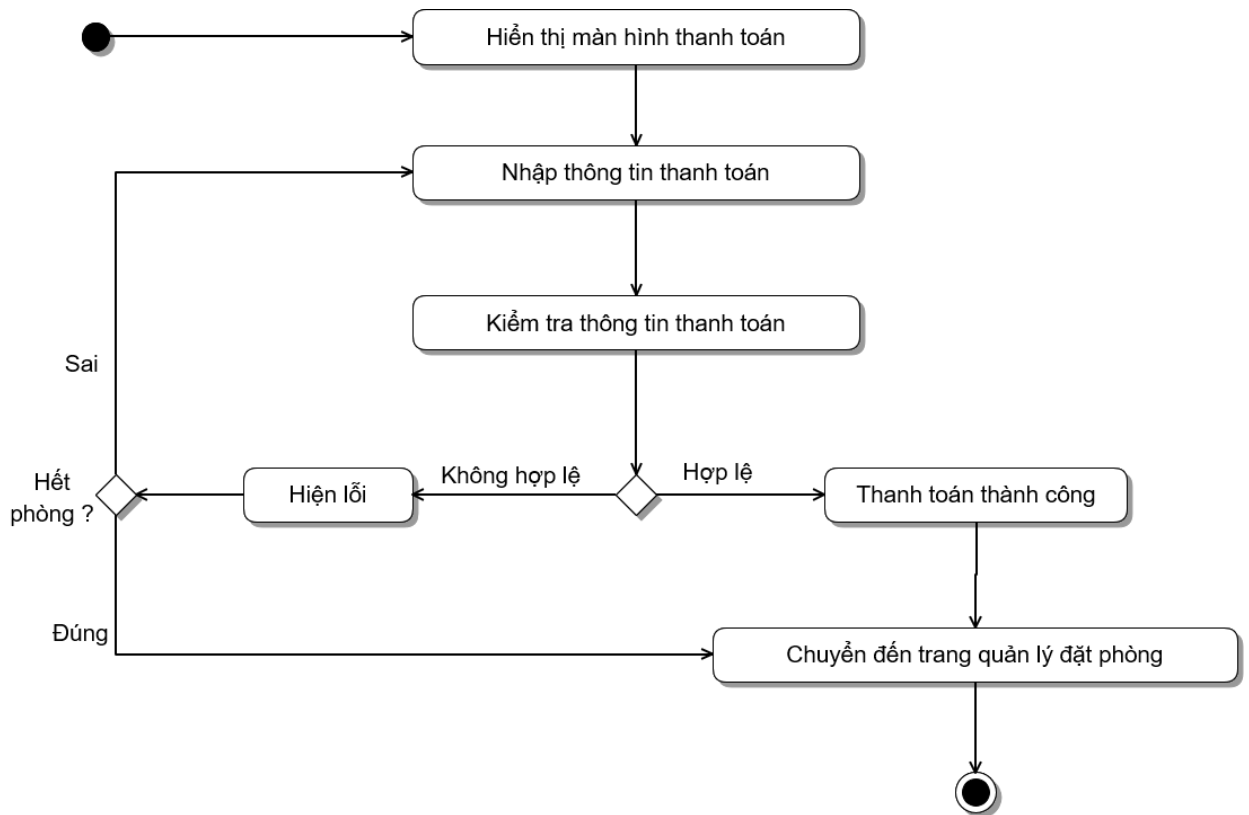 Hiển thị màn hình thanh toán
Nhập thông tin thanh toán
Kiểm tra thông tin thanh toán
Sai
Hết
phòng ?
Hiện lỗi
Không hợp lệ
Hợp lệ
Thanh toán thành công
Đúng
Chuyển đến trang quản lý đặt phòng